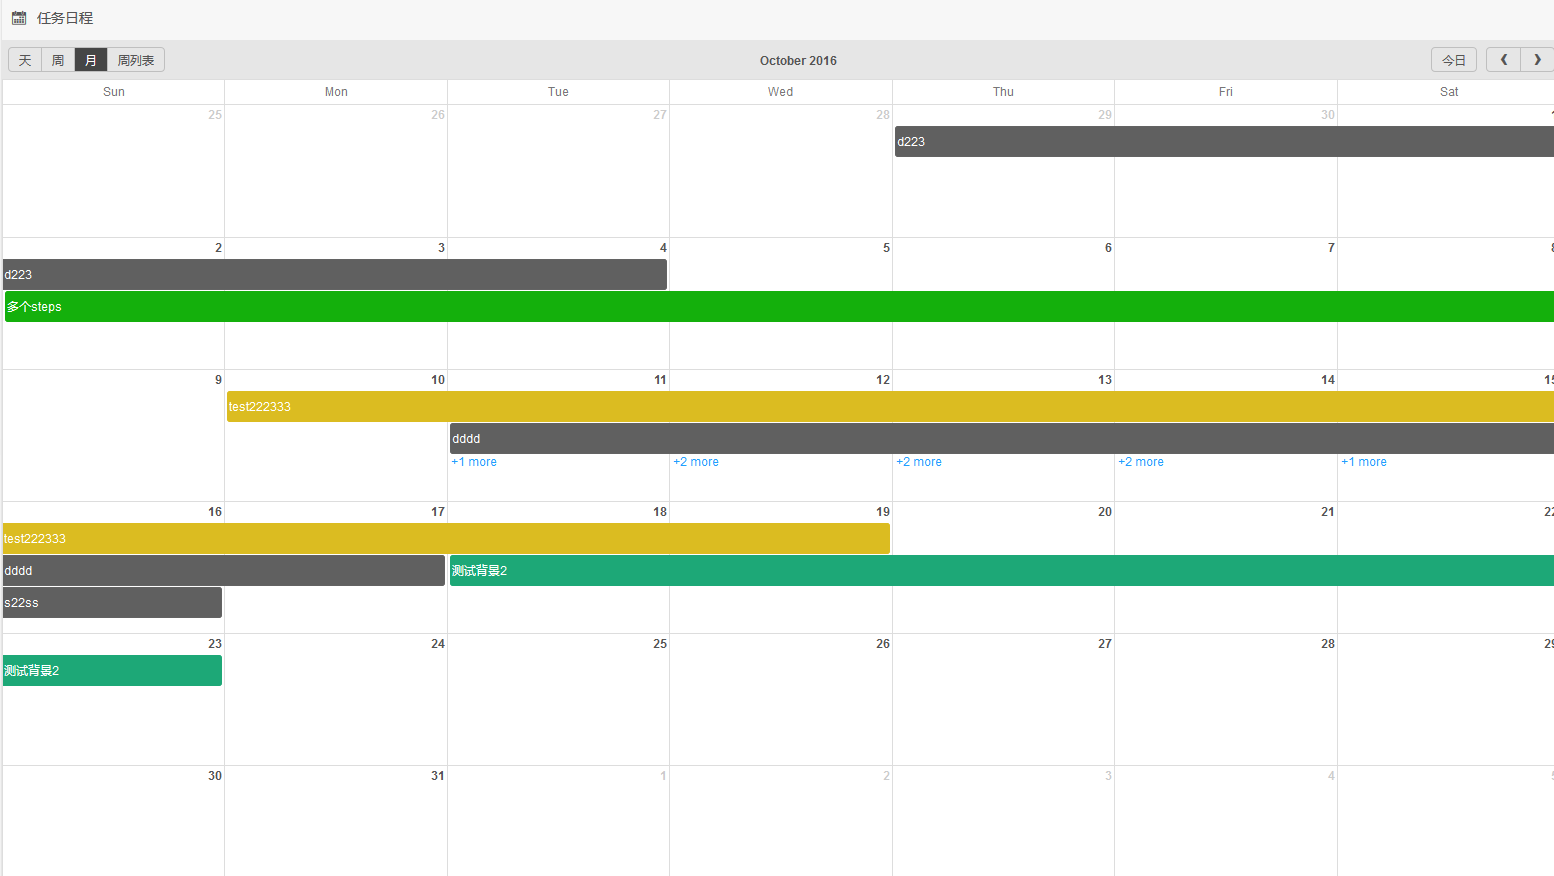 任务日程
天 周 月 周列表 October 2016 今日
Sun Mon Tue Wed Thu Fri Sat
25 26 27 28 29 30
d223
2 3 4 5 6 7 8
d223
多个steps
9 10 11 12 13 14 15
test222333
dddd
+1 more +2 more +2 more +2 more +1 more
16 17 18 19 20 21 22
test222333
dddd 测试背景2
s22ss
23 24 25 26 27 28 29
测试背景2
30 31 1 2 3 4